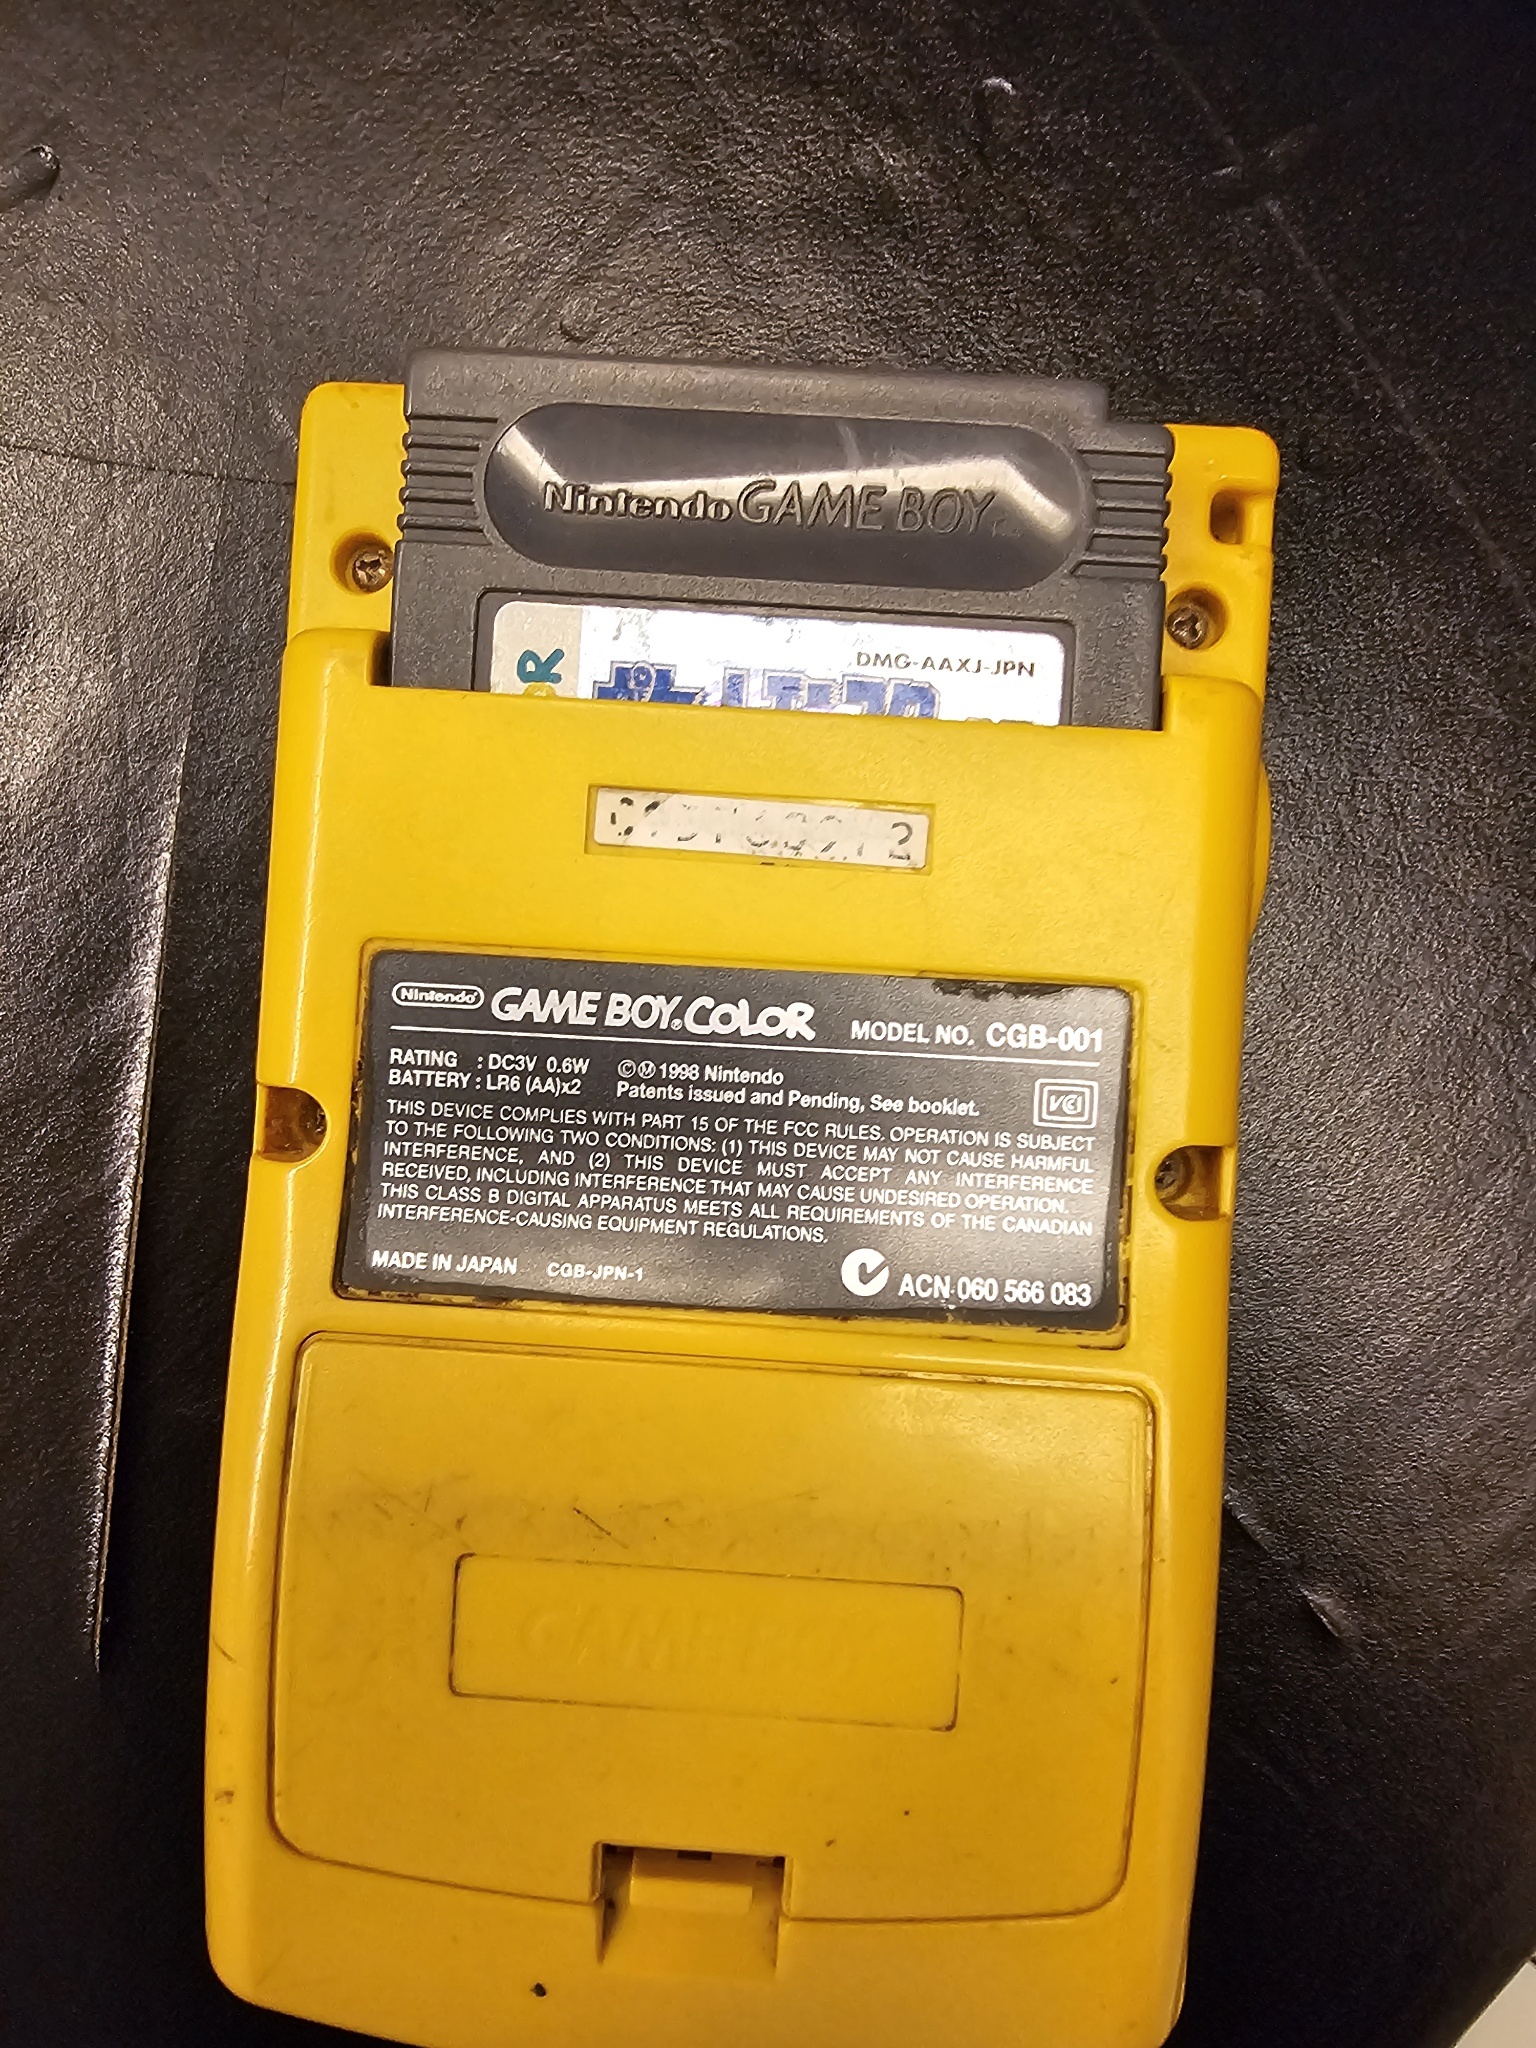 Nintendo GAME BOY
DMG-AAXJ-JPN
Nintendo GAME BOY COLOR MODEL NO. CGB-001
RATING : DC3V 0.6W ©Ⓜ1998 Nintendo
BATTERY : LR6 (AA)x2 Patents issued and Pending, See booklet.
VCI
THIS DEVICE COMPLIES WITH PART 15 OF THE FCC RULES. OPERATION IS SUBJECT
TO THE FOLLOWING TWO CONDITIONS: (1) THIS DEVICE MAY NOT CAUSE HARMFUL
INTERFERENCE, AND (2) THIS DEVICE MUST ACCEPT ANY INTERFERENCE
RECEIVED, INCLUDING INTERFERENCE THAT MAY CAUSE UNDESIRED OPERATION.
THIS CLASS B DIGITAL APPARATUS MEETS ALL REQUIREMENTS OF THE CANADIAN
INTERFERENCE-CAUSING EQUIPMENT REGULATIONS.
MADE IN JAPAN CGB-JPN-1 ACN 060 566 083
GAME BOY